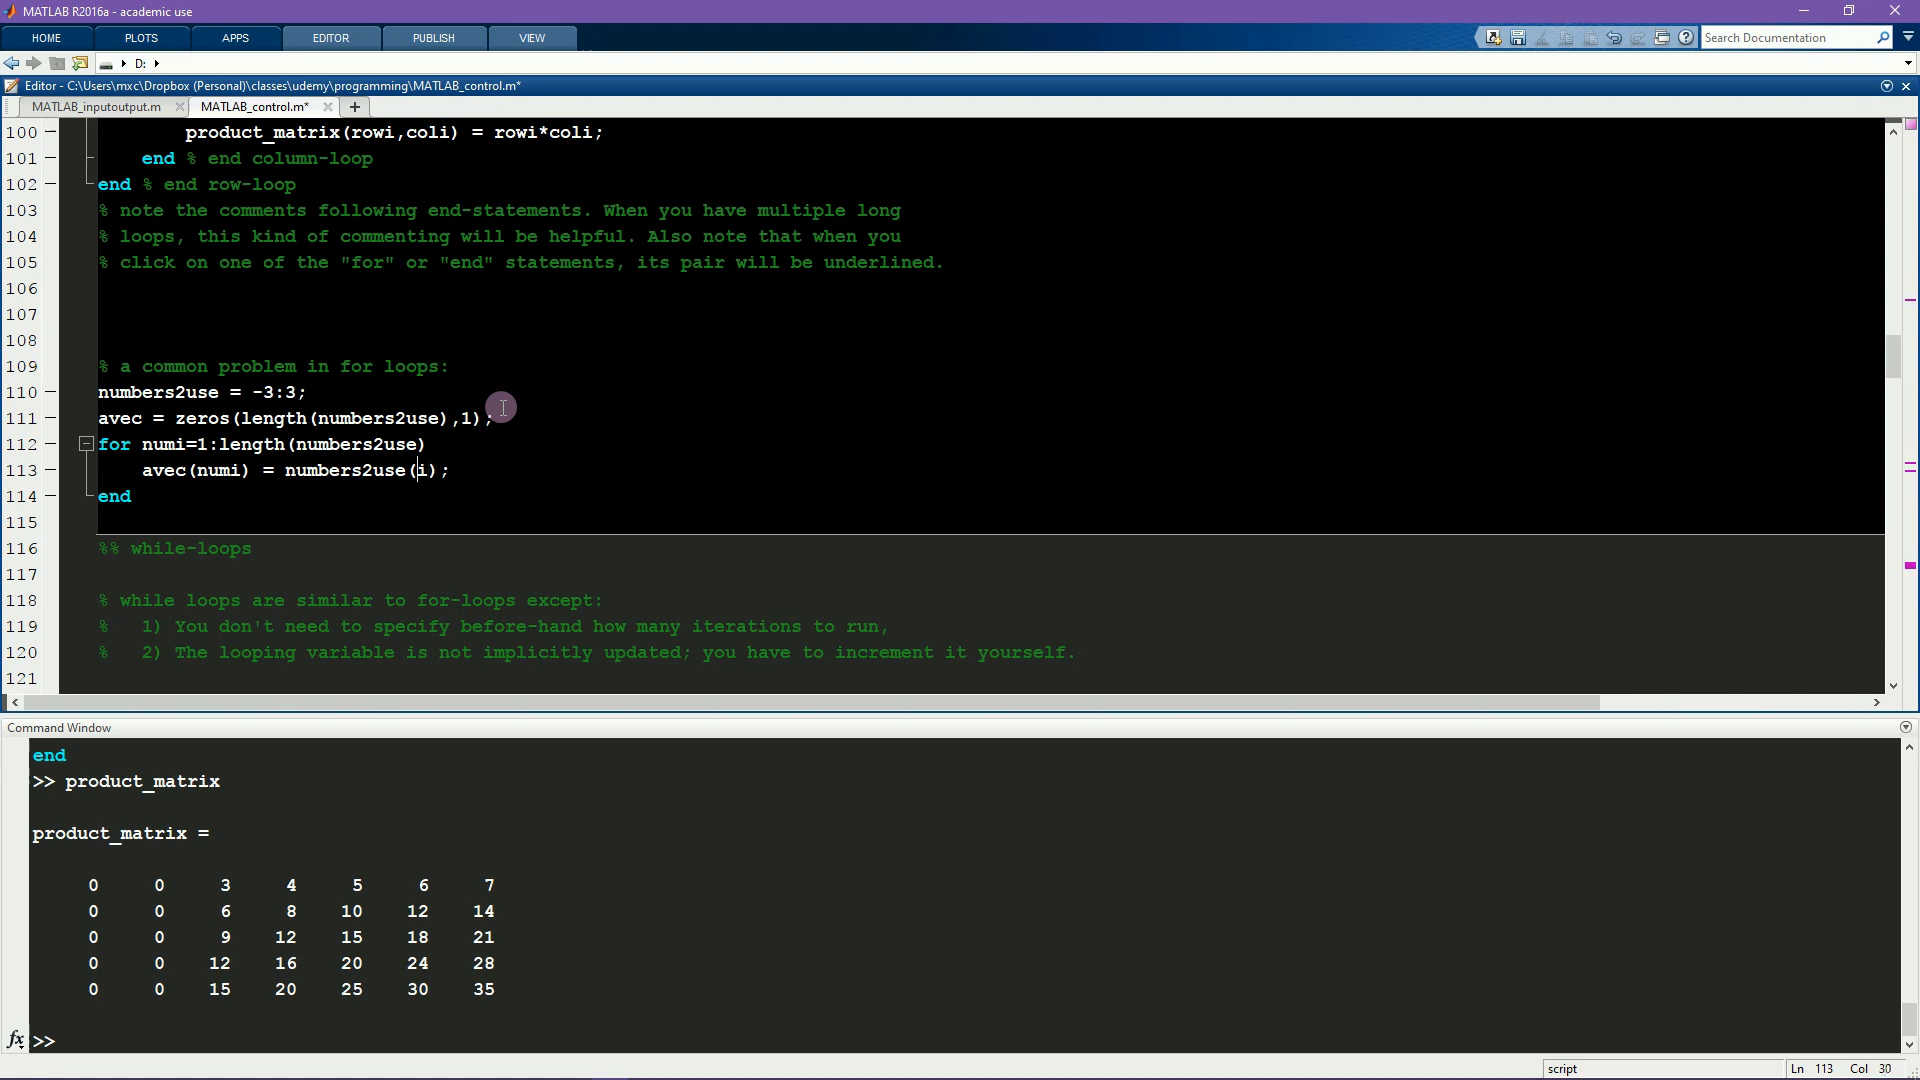 MATLAB R2016a - academic use
HOME PLOTS APPS EDITOR PUBLISH VIEW Search Documentation
D:
Editor - C:\Users\mxc\Dropbox (Personal)\classes\udemy\programming\MATLAB_control.m*
MATLAB_inputoutput.m MATLAB_control.m* +
100 product_matrix(rowi,coli) = rowi*coli;
101 end % end column-loop
102 end % end row-loop
103 % note the comments following end-statements. When you have multiple long
104 % loops, this kind of commenting will be helpful. Also note that when you
105 % click on one of the "for" or "end" statements, its pair will be underlined.
106
107
108
109 % a common problem in for loops:
110 numbers2use = -3:3;
111 avec = zeros(length(numbers2use),1);
112 for numi=1:length(numbers2use)
113 avec(numi) = numbers2use(i);
114 end
115
116 %% while-loops
117
118 % while loops are similar to for-loops except:
119 % 1) You don't need to specify before-hand how many iterations to run,
120 % 2) The looping variable is not implicitly updated; you have to increment it yourself.
121
Command Window
end
>> product_matrix
product_matrix =
0 0 3 4 5 6 7
0 0 6 8 10 12 14
0 0 9 12 15 18 21
0 0 12 16 20 24 28
0 0 15 20 25 30 35
fx >>
script Ln 113 Col 30